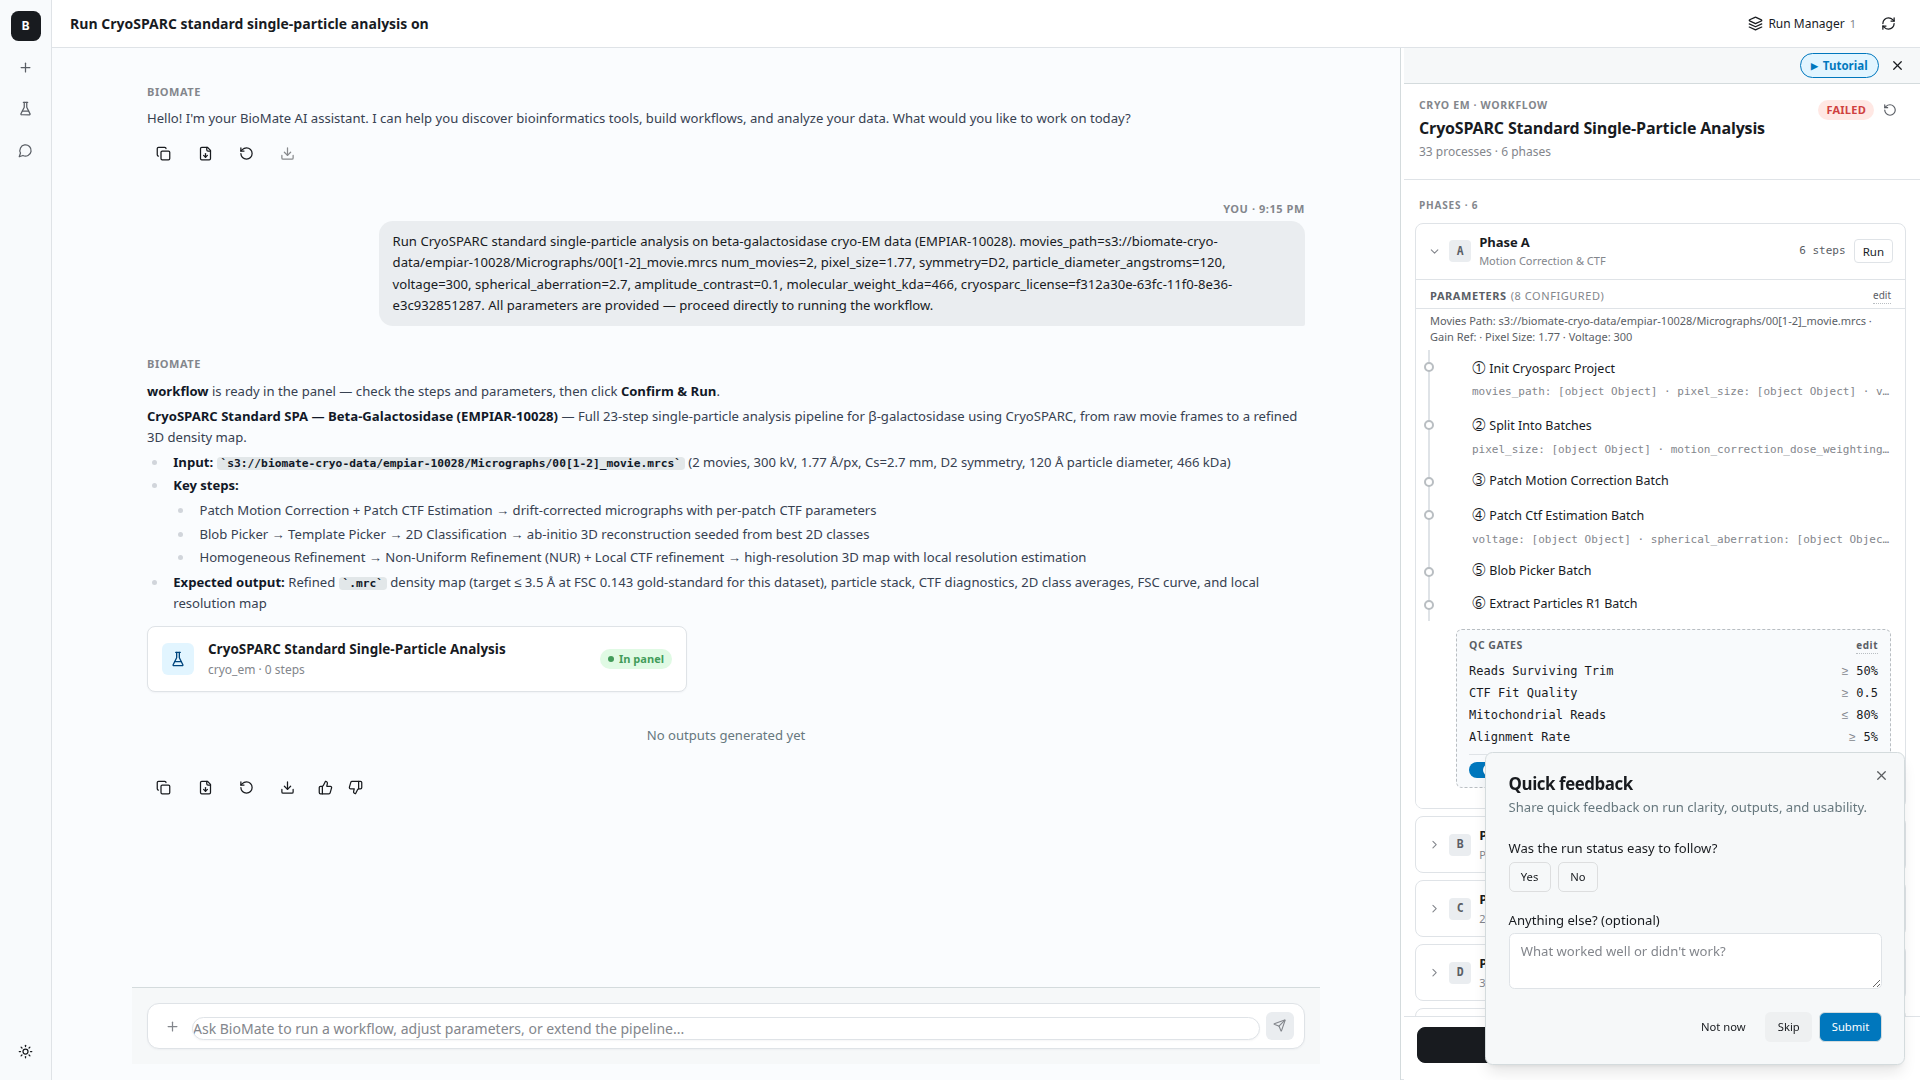 B
Run CryoSPARC standard single-particle analysis on
Run Manager 1
BIOMATE
Hello! I'm your BioMate AI assistant. I can help you discover bioinformatics tools, build workflows, and analyze your data. What would you like to work on today?
YOU · 9:15 PM
Run CryoSPARC standard single-particle analysis on beta-galactosidase cryo-EM data (EMPIAR-10028). movies_path=s3://biomate-cryo-
data/empiar-10028/Micrographs/00[1-2]_movie.mrcs num_movies=2, pixel_size=1.77, symmetry=D2, particle_diameter_angstroms=120,
voltage=300, spherical_aberration=2.7, amplitude_contrast=0.1, molecular_weight_kda=466, cryosparc_license=f312a30e-63fc-11f0-8e36-
e3c932851287. All parameters are provided — proceed directly to running the workflow.
BIOMATE
workflow is ready in the panel — check the steps and parameters, then click Confirm & Run.
CryoSPARC Standard SPA — Beta-Galactosidase (EMPIAR-10028) — Full 23-step single-particle analysis pipeline for β-galactosidase using CryoSPARC, from raw movie frames to a refined
3D density map.
Input: `s3://biomate-cryo-data/empiar-10028/Micrographs/00[1-2]_movie.mrcs` (2 movies, 300 kV, 1.77 Å/px, Cs=2.7 mm, D2 symmetry, 120 Å particle diameter, 466 kDa)
Key steps:
Patch Motion Correction + Patch CTF Estimation → drift-corrected micrographs with per-patch CTF parameters
Blob Picker → Template Picker → 2D Classification → ab-initio 3D reconstruction seeded from best 2D classes
Homogeneous Refinement → Non-Uniform Refinement (NUR) + Local CTF refinement → high-resolution 3D map with local resolution estimation
Expected output: Refined `.mrc` density map (target ≤ 3.5 Å at FSC 0.143 gold-standard for this dataset), particle stack, CTF diagnostics, 2D class averages, FSC curve, and local
resolution map
CryoSPARC Standard Single-Particle Analysis
cryo_em · 0 steps
In panel
No outputs generated yet
Ask BioMate to run a workflow, adjust parameters, or extend the pipeline...
▶ Tutorial
CRYO EM · WORKFLOW
FAILED
CryoSPARC Standard Single-Particle Analysis
33 processes · 6 phases
PHASES · 6
A
Phase A
Motion Correction & CTF
6 steps
Run
PARAMETERS (8 CONFIGURED)
edit
Movies Path: s3://biomate-cryo-data/empiar-10028/Micrographs/00[1-2]_movie.mrcs ·
Gain Ref: · Pixel Size: 1.77 · Voltage: 300
① Init Cryosparc Project
movies_path: [object Object] · pixel_size: [object Object] · v…
② Split Into Batches
pixel_size: [object Object] · motion_correction_dose_weighting…
③ Patch Motion Correction Batch
④ Patch Ctf Estimation Batch
voltage: [object Object] · spherical_aberration: [object Objec…
⑤ Blob Picker Batch
⑥ Extract Particles R1 Batch
QC GATES
edit
Reads Surviving Trim ≥ 50%
CTF Fit Quality ≥ 0.5
Mitochondrial Reads ≤ 80%
Alignment Rate ≥ 5%
B
C
D
Quick feedback
Share quick feedback on run clarity, outputs, and usability.
Was the run status easy to follow?
Yes No
Anything else? (optional)
What worked well or didn't work?
Not now Skip Submit